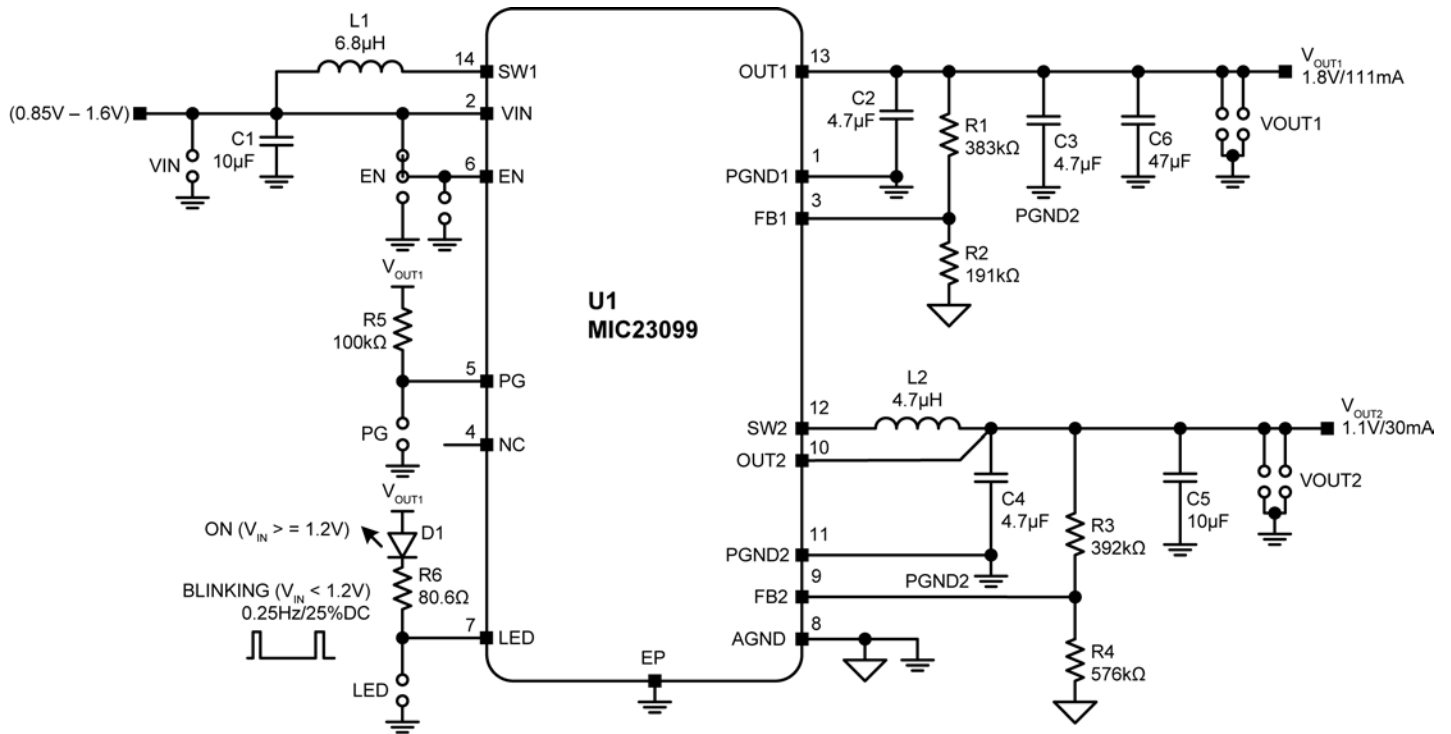 L1
6.8µH
14
SW1
(0.85V – 1.6V)
2
VIN
VIN
C1
10µF
EN
6
EN
V_OUT1
R5
100kΩ
5
PG
PG
4
NC
V_OUT1
ON (V_IN > = 1.2V)
D1
BLINKING (V_IN < 1.2V)
0.25Hz/25%DC
R6
80.6Ω
7
LED
LED
EP
U1
MIC23099
OUT1
13
C2
4.7µF
R1
383kΩ
C3
4.7µF
PGND2
C6
47µF
VOUT1
V_OUT1
1.8V/111mA
PGND1
1
FB1
3
R2
191kΩ
L2
4.7µH
SW2
12
OUT2
10
V_OUT2
1.1V/30mA
C4
4.7µF
C5
10µF
VOUT2
PGND2
11
PGND2
R3
392kΩ
FB2
9
AGND
8
R4
576kΩ